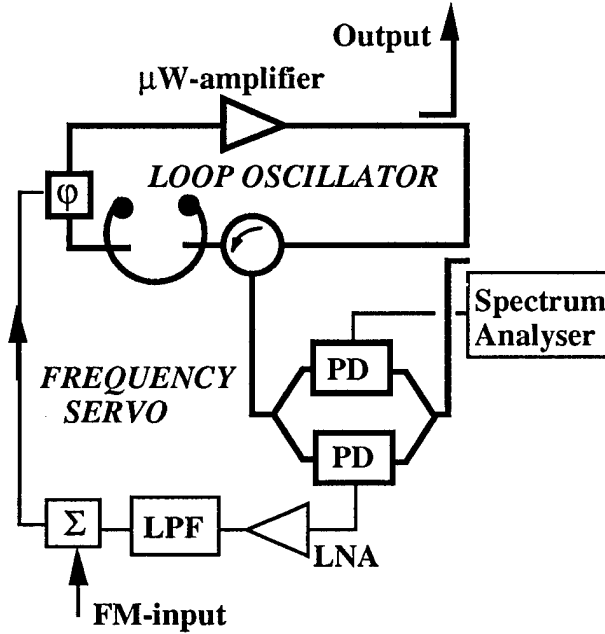 Output
μW-amplifier
LOOP OSCILLATOR
φ
Spectrum
Analyser
PD
FREQUENCY
SERVO
PD
Σ
LPF
LNA
FM-input